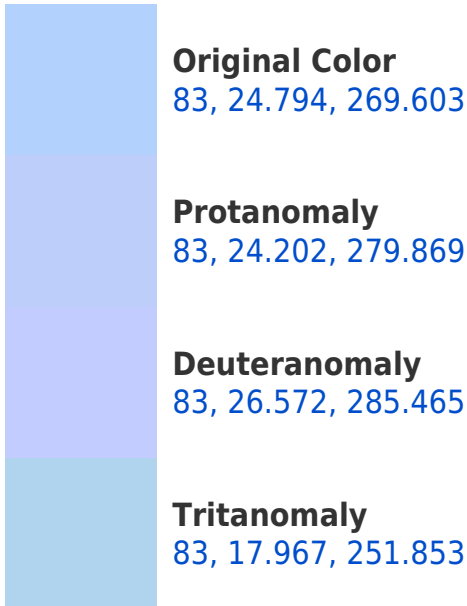 Original Color
83, 24.794, 269.603
Protanomaly
83, 24.202, 279.869
Deuteranomaly
83, 26.572, 285.465
Tritanomaly
83, 17.967, 251.853